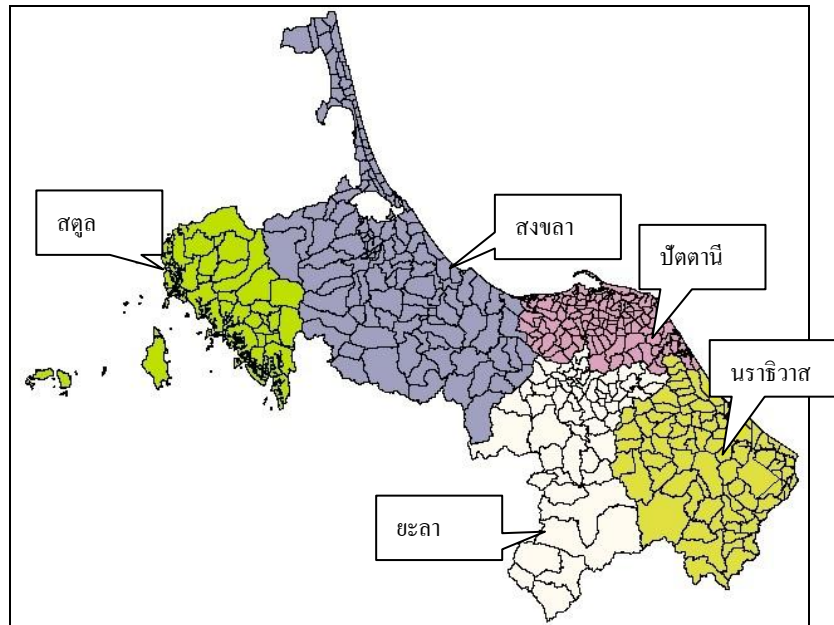 สตูล
สงขลา
ปัตตานี
นราธิวาส
ยะลา